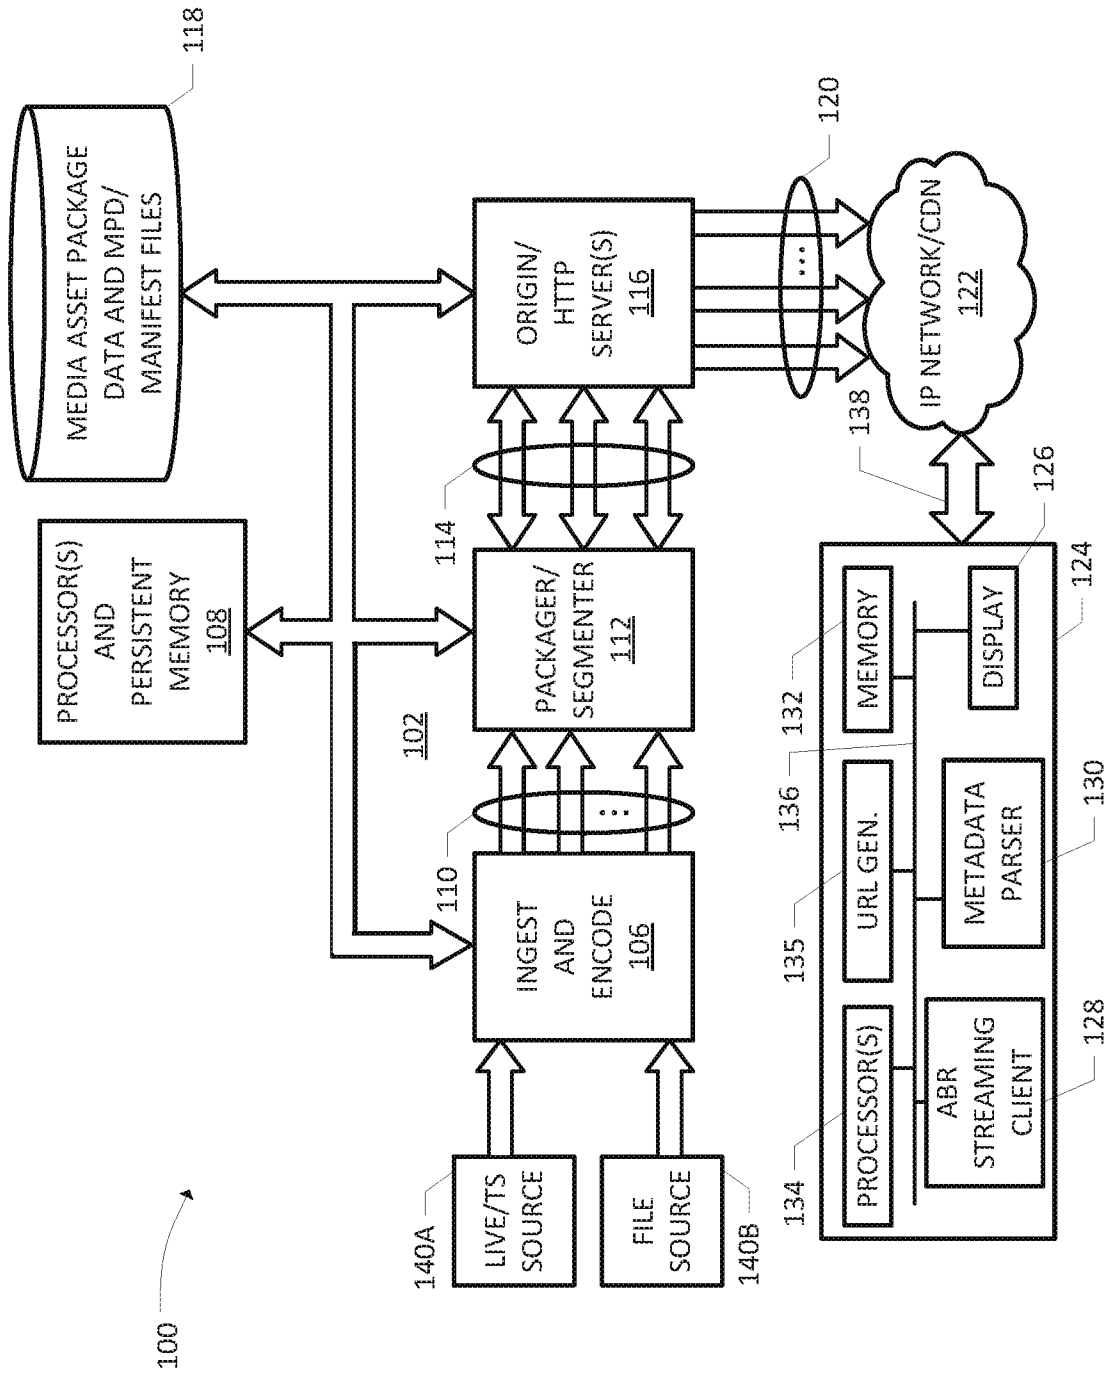 100
PROCESSOR(S)
AND
PERSISTENT
MEMORY
108
MEDIA ASSET PACKAGE
DATA AND MPD/
MANIFEST FILES
118
102
140A
LIVE/TS
SOURCE
FILE
SOURCE
140B
INGEST
AND
ENCODE
106
110
...
PACKAGER/
SEGMENTER
112
114
ORIGIN/
HTTP
SERVER(S)
116
120
...
IP NETWORK/CDN
122
138
134
PROCESSOR(S)
135
URL GEN.
136
132
MEMORY
ABR
STREAMING
CLIENT
128
METADATA
PARSER
130
DISPLAY
126
124